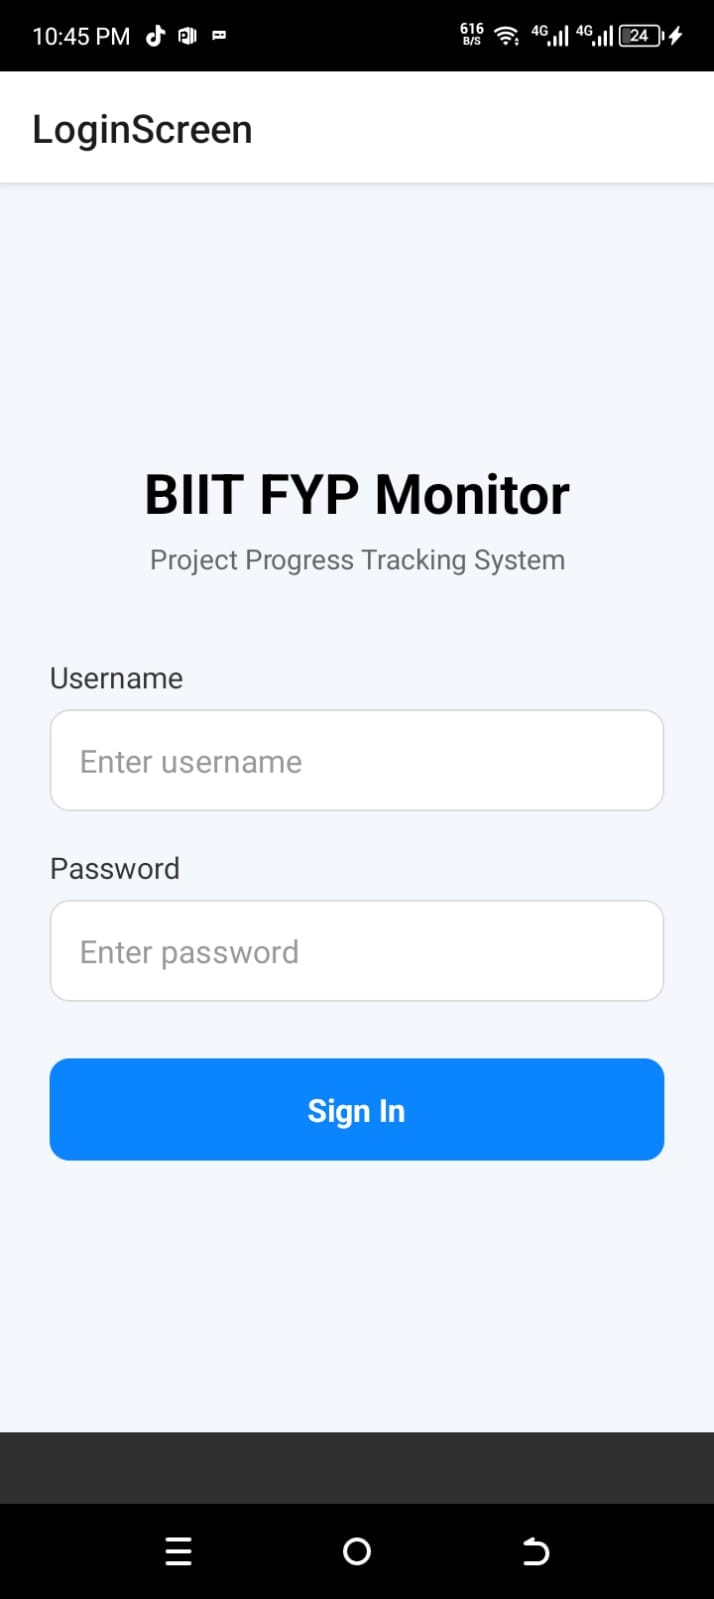 10:45 PM
616 B/S 4G 4G 24
LoginScreen
BIIT FYP Monitor
Project Progress Tracking System
Username
Enter username
Password
Enter password
Sign In